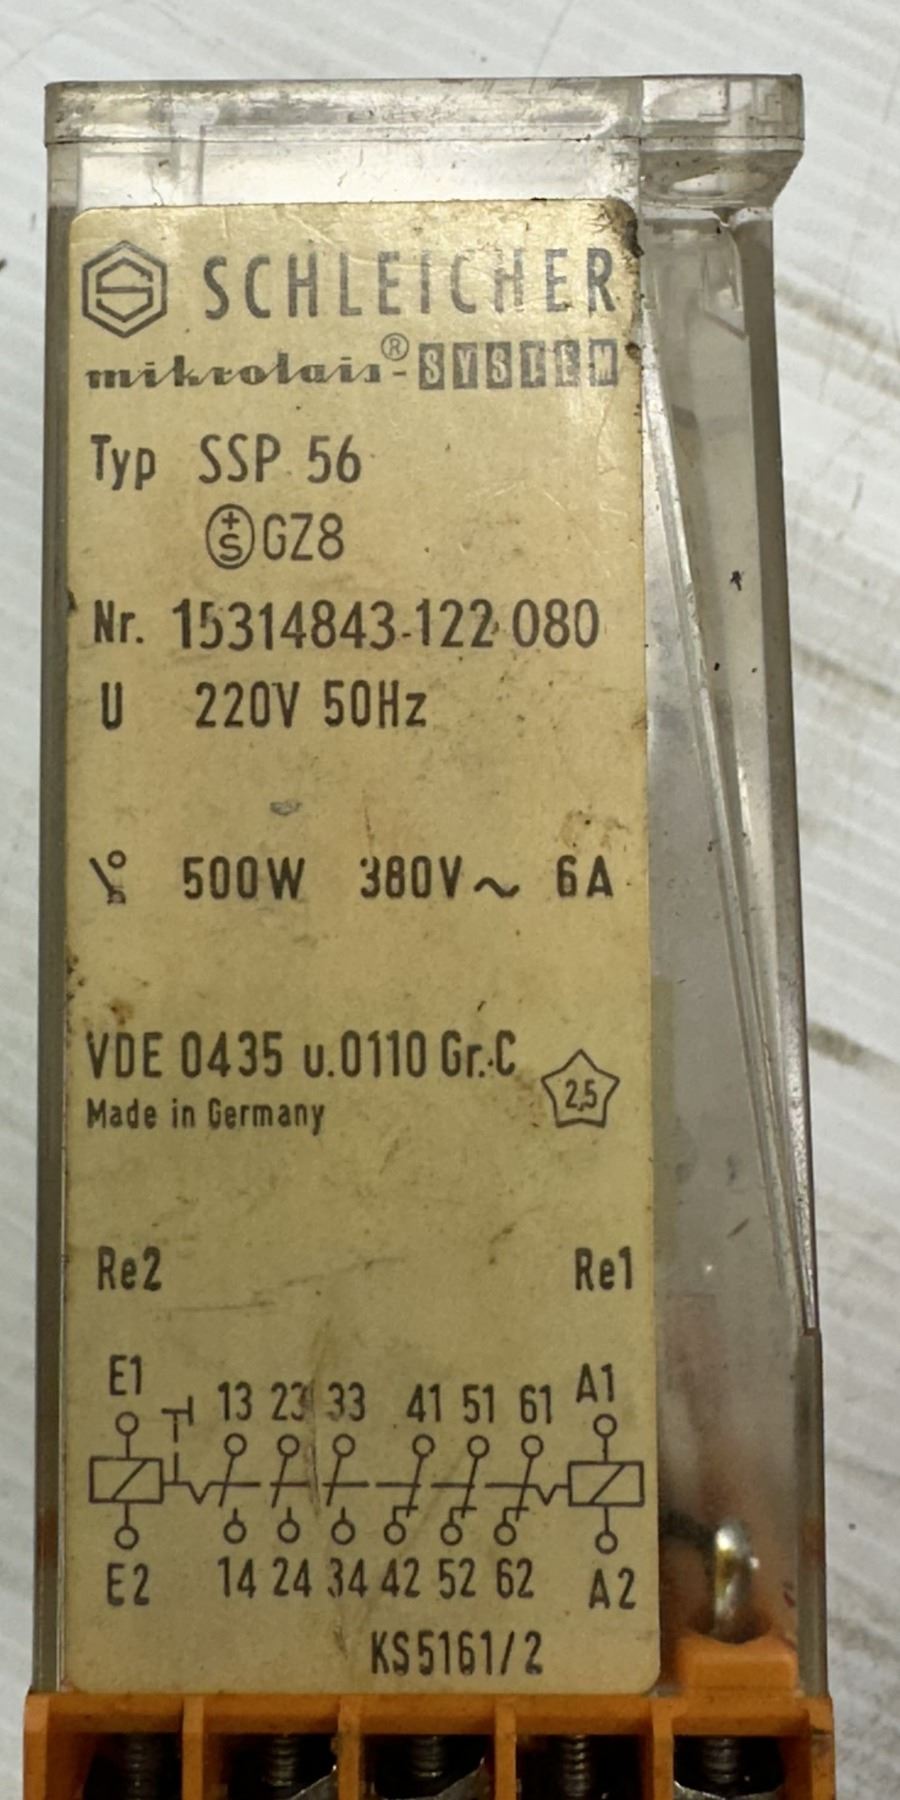 S SCHLEICHER
mikrolais®-SYSTEM
Typ SSP 56
+S GZ8
Nr. 15314843-122 080
U 220V 50Hz
500W 380V~ 6A
VDE 0435 u.0110 Gr.C
2,5
Made in Germany
Re2 Re1
E1 13 23 33 41 51 61 A1
E2 14 24 34 42 52 62 A2
KS5161/2